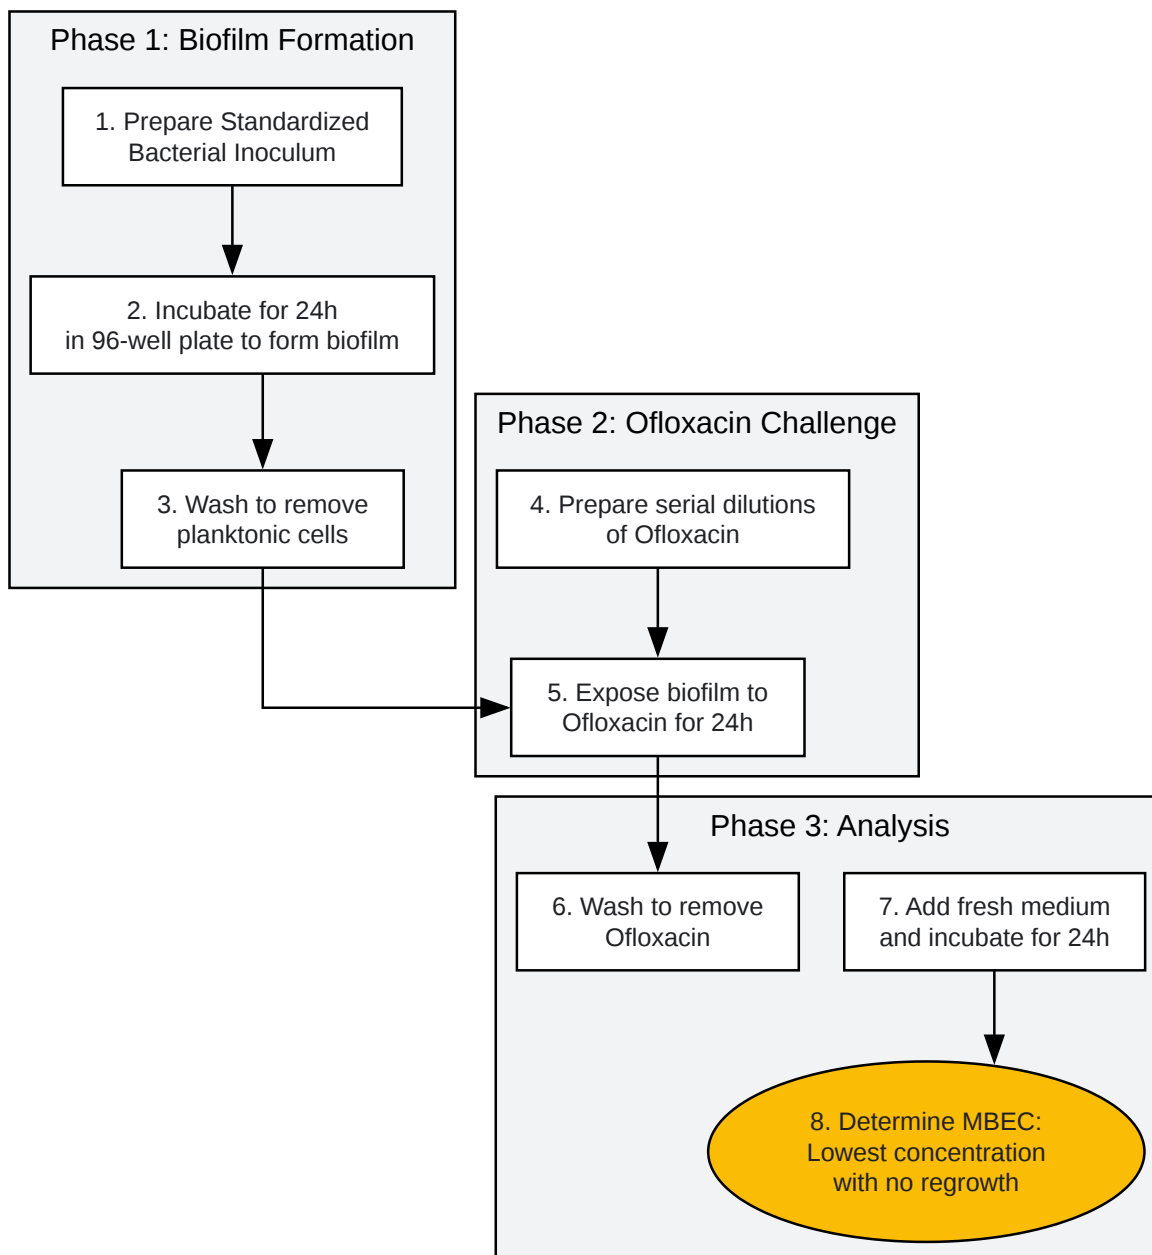 Phase 1: Biofilm Formation
1. Prepare Standardized
Bacterial Inoculum
2. Incubate for 24h
in 96-well plate to form biofilm
3. Wash to remove
planktonic cells
Phase 2: Ofloxacin Challenge
4. Prepare serial dilutions
of Ofloxacin
5. Expose biofilm to
Ofloxacin for 24h
Phase 3: Analysis
6. Wash to remove
Ofloxacin
7. Add fresh medium
and incubate for 24h
8. Determine MBEC:
Lowest concentration
with no regrowth